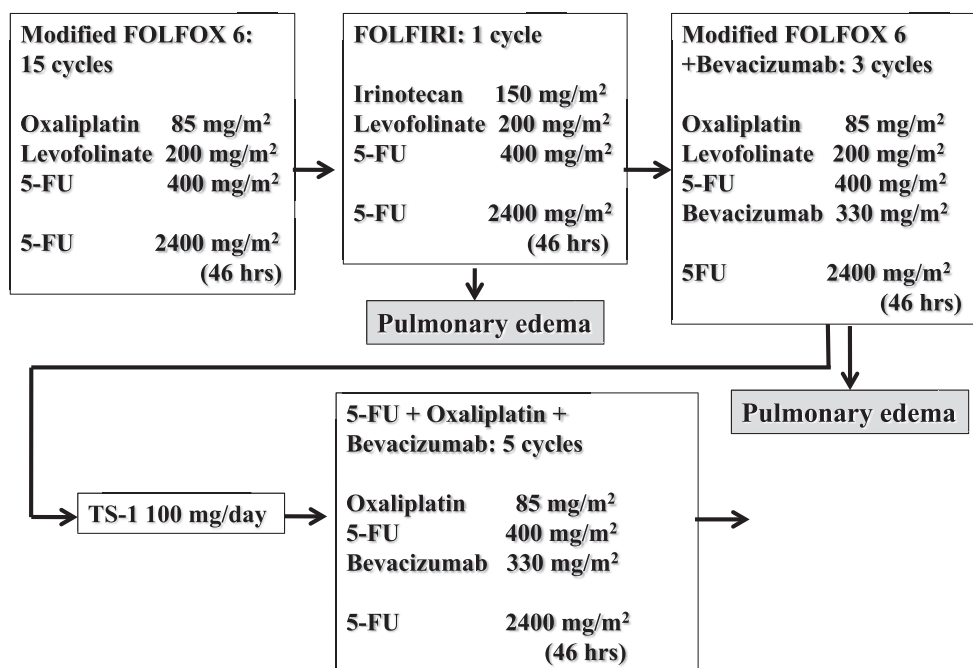 Modified FOLFOX 6:
15 cycles
Oxaliplatin 85 mg/m²
Levofolinate 200 mg/m²
5-FU 400 mg/m²
5-FU 2400 mg/m²
(46 hrs)
FOLFIRI: 1 cycle
Irinotecan 150 mg/m²
Levofolinate 200 mg/m²
5-FU 400 mg/m²
5-FU 2400 mg/m²
(46 hrs)
Pulmonary edema
Modified FOLFOX 6
+Bevacizumab: 3 cycles
Oxaliplatin 85 mg/m²
Levofolinate 200 mg/m²
5-FU 400 mg/m²
Bevacizumab 330 mg/m²
5FU 2400 mg/m²
(46 hrs)
Pulmonary edema
TS-1 100 mg/day
5-FU + Oxaliplatin +
Bevacizumab: 5 cycles
Oxaliplatin 85 mg/m²
5-FU 400 mg/m²
Bevacizumab 330 mg/m²
5-FU 2400 mg/m²
(46 hrs)